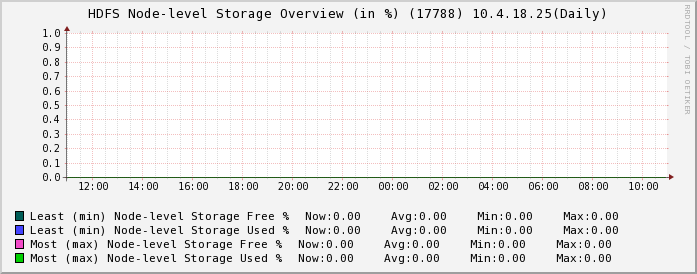 HDFS Node-level Storage Overview (in %) (17788) 10.4.18.25(Daily)
RRDTOOL / TOBI OETIKER
1.0
0.9
0.8
0.7
0.6
0.5
0.4
0.3
0.2
0.1
0.0
12:00 14:00 16:00 18:00 20:00 22:00 00:00 02:00 04:00 06:00 08:00 10:00
Least (min) Node-level Storage Free % Now:0.00 Avg:0.00 Min:0.00 Max:0.00
Least (min) Node-level Storage Used % Now:0.00 Avg:0.00 Min:0.00 Max:0.00
Most (max) Node-level Storage Free % Now:0.00 Avg:0.00 Min:0.00 Max:0.00
Most (max) Node-level Storage Used % Now:0.00 Avg:0.00 Min:0.00 Max:0.00